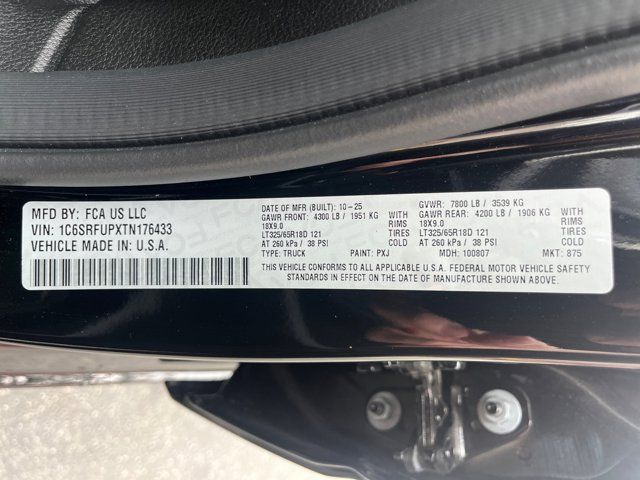 MFD BY: FCA US LLC
VIN: 1C6SRFUPXTN176433
VEHICLE MADE IN U.S.A.
DATE OF MFR (BUILT): 10-25 GVWR: 7800 LB / 3539 KG
GAWR FRONT: 4300 LB / 1951 KG WITH GAWR REAR: 4200 LB / 1906 KG WITH
18X9.0 RIMS 18X9.0 RIMS
LT325/65R18D 121 TIRES LT325/65R18D 121 TIRES
AT 260 kPa / 38 PSI COLD AT 260 kPa / 38 PSI COLD
TYPE: TRUCK PAINT: PXJ MDH: 100807 MKT: 875
THIS VEHICLE CONFORMS TO ALL APPLICABLE U.S.A. FEDERAL MOTOR VEHICLE SAFETY
STANDARDS IN EFFECT ON THE DATE OF MANUFACTURE SHOWN ABOVE.